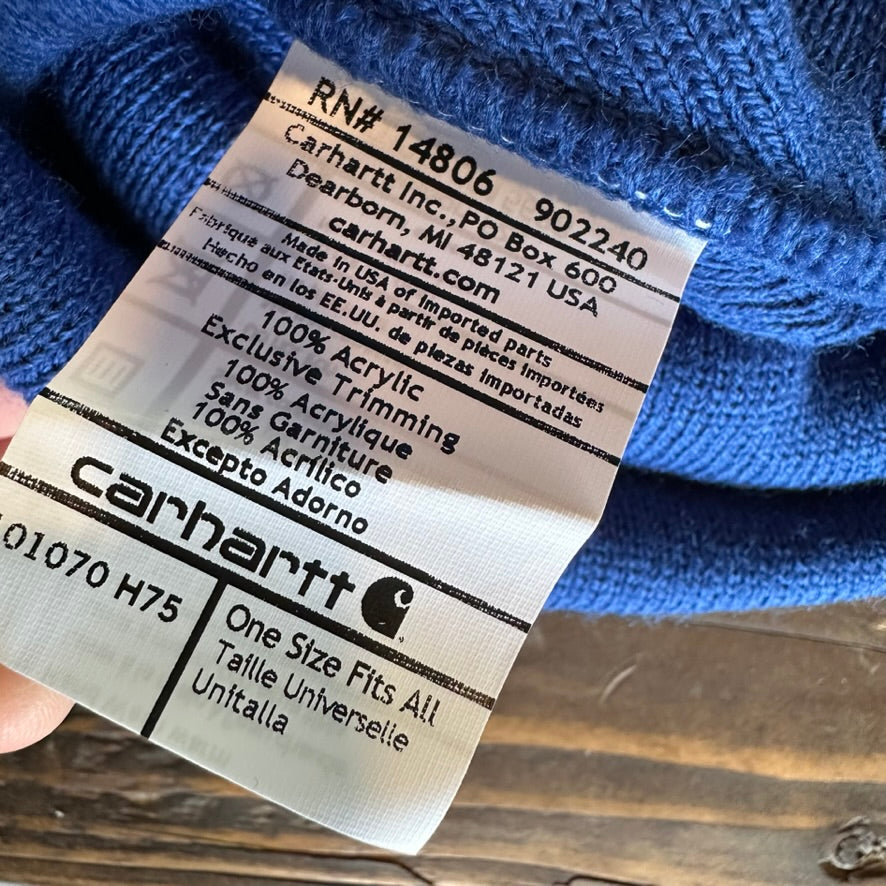 RN# 14806 902240
Carhartt Inc., PO Box 600
Dearborn, MI 48121 USA
carhartt.com
Made in USA of Imported parts
Fabriqué aux États-Unis à partir de pièces importées
Hecho en los EE.UU. de piezas importadas
100% Acrylic
Exclusive Trimming
100% Acrylique
Sans Garniture
100% Acrílico
Excepto Adorno
carhartt
101070 H75
One Size Fits All
Taille Universelle
Unitalla